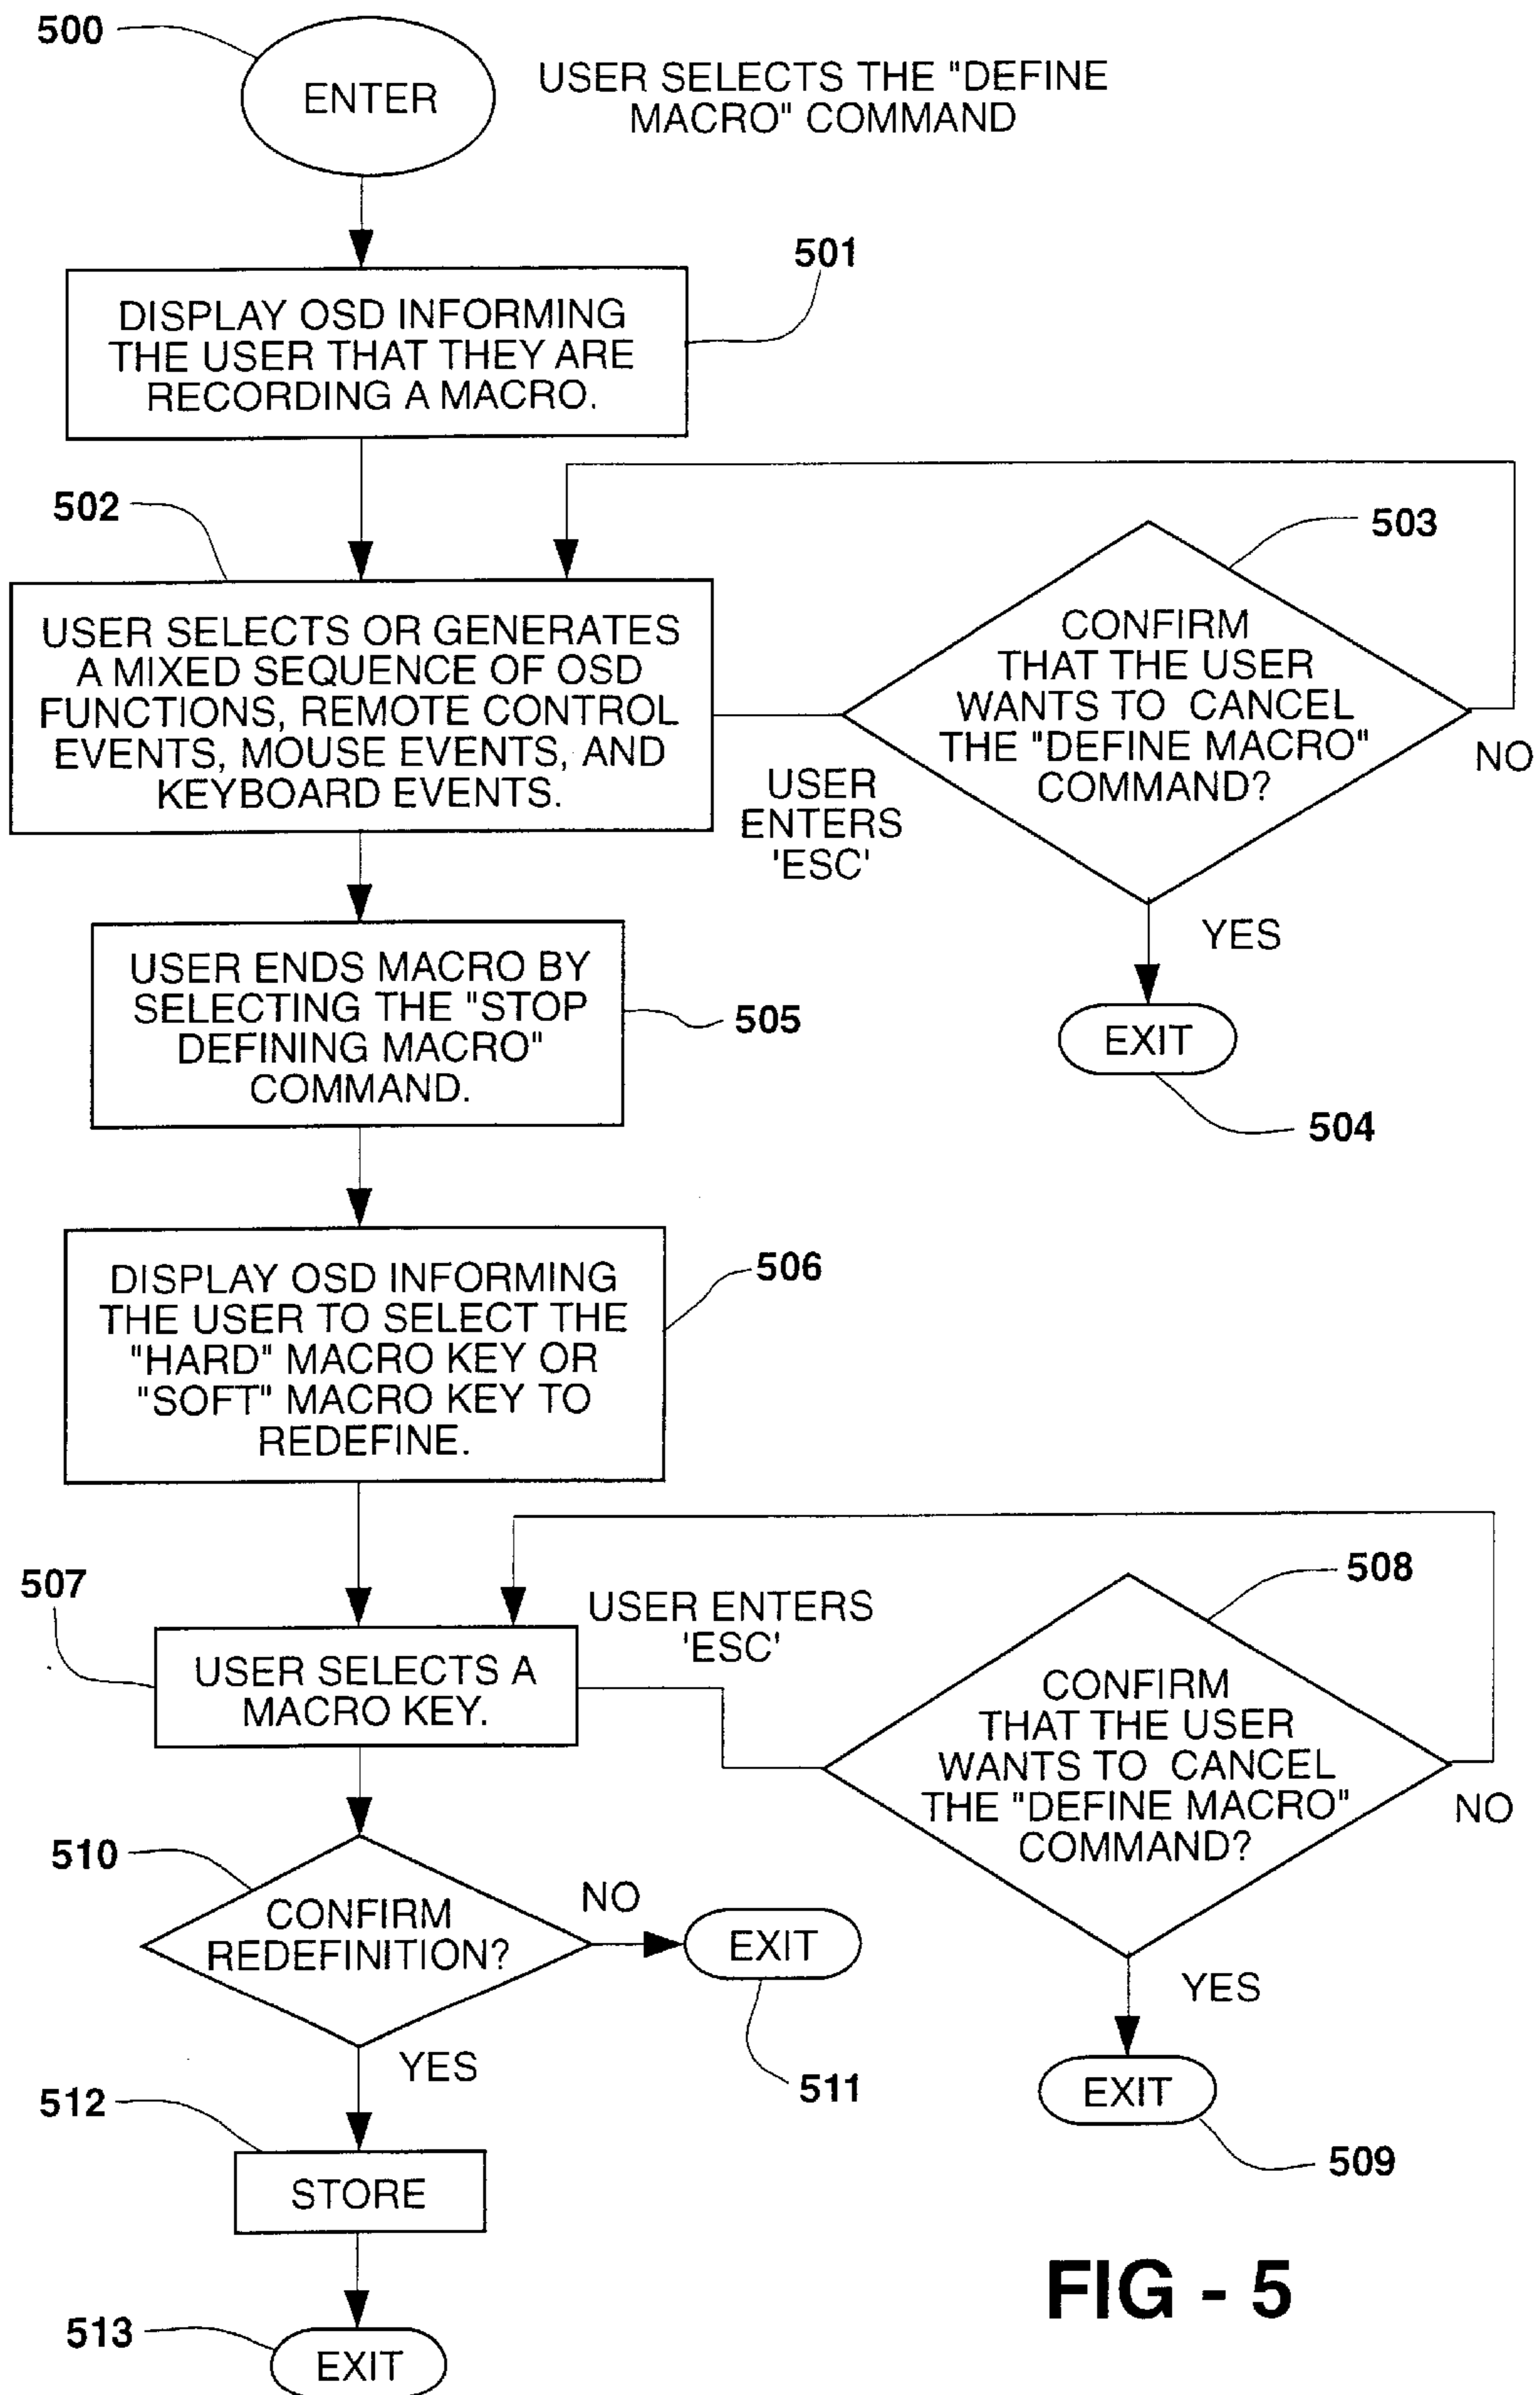 500
ENTER
USER SELECTS THE "DEFINE
MACRO" COMMAND
501
DISPLAY OSD INFORMING
THE USER THAT THEY ARE
RECORDING A MACRO.
502
503
USER SELECTS OR GENERATES
A MIXED SEQUENCE OF OSD
FUNCTIONS, REMOTE CONTROL
EVENTS, MOUSE EVENTS, AND
KEYBOARD EVENTS.
USER
ENTERS
'ESC'
CONFIRM
THAT THE USER
WANTS TO CANCEL
THE "DEFINE MACRO"
COMMAND?
NO
YES
EXIT
504
USER ENDS MACRO BY
SELECTING THE "STOP
DEFINING MACRO"
COMMAND.
505
DISPLAY OSD INFORMING
THE USER TO SELECT THE
"HARD" MACRO KEY OR
"SOFT" MACRO KEY TO
REDEFINE.
506
507
USER SELECTS A
MACRO KEY.
USER ENTERS
'ESC'
508
CONFIRM
THAT THE USER
WANTS TO CANCEL
THE "DEFINE MACRO"
COMMAND?
NO
YES
EXIT
509
510
CONFIRM
REDEFINITION?
NO
EXIT
511
YES
512
STORE
513
EXIT
FIG - 5